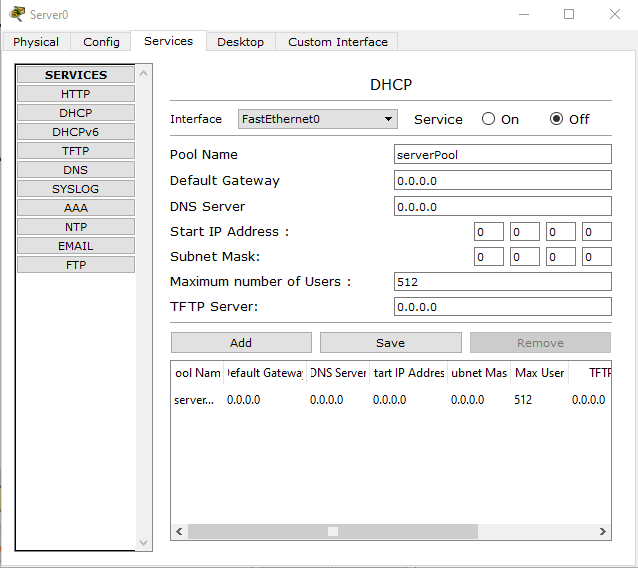 Server0
Physical Config Services Desktop Custom Interface
SERVICES
HTTP
DHCP
DHCPv6
TFTP
DNS
SYSLOG
AAA
NTP
EMAIL
FTP
DHCP
Interface FastEthernet0 Service On Off
Pool Name serverPool
Default Gateway 0.0.0.0
DNS Server 0.0.0.0
Start IP Address : 0 0 0 0
Subnet Mask: 0 0 0 0
Maximum number of Users : 512
TFTP Server: 0.0.0.0
Add Save Remove
ool Nam efault Gateway DNS Server tart IP Addres ubnet Mas Max User TFTP
server... 0.0.0.0 0.0.0.0 0.0.0.0 0.0.0.0 512 0.0.0.0